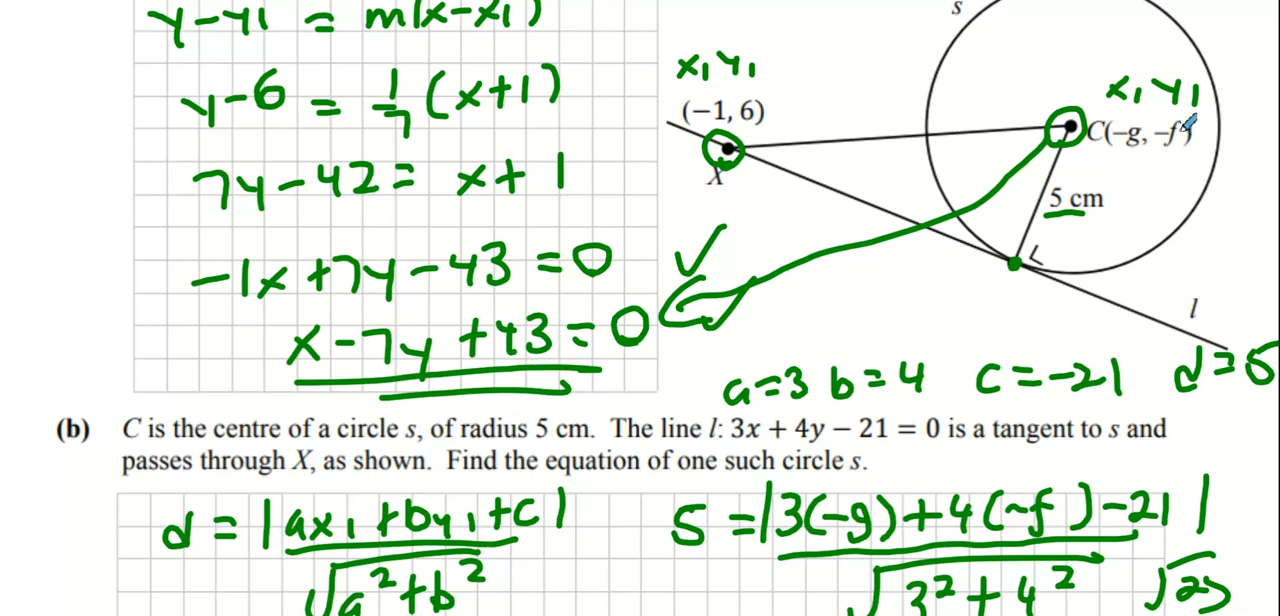 y-y1 = m(x-x1)
y-6 = 1/7 (x+1)
7y-42 = x+1
-1x+7y-43=0
x-7y+43=0
s
x1 y1
(−1, 6)
X
x1 y1
C(−g, −f)
5 cm
l
a=3 b=4 c=-21 d=5
(b) C is the centre of a circle s, of radius 5 cm. The line l: 3x + 4y − 21 = 0 is a tangent to s and
passes through X, as shown. Find the equation of one such circle s.
d = |ax1+by1+c|
√a²+b²
5 = |3(-g)+4(-f)-21|
√3²+4² √25